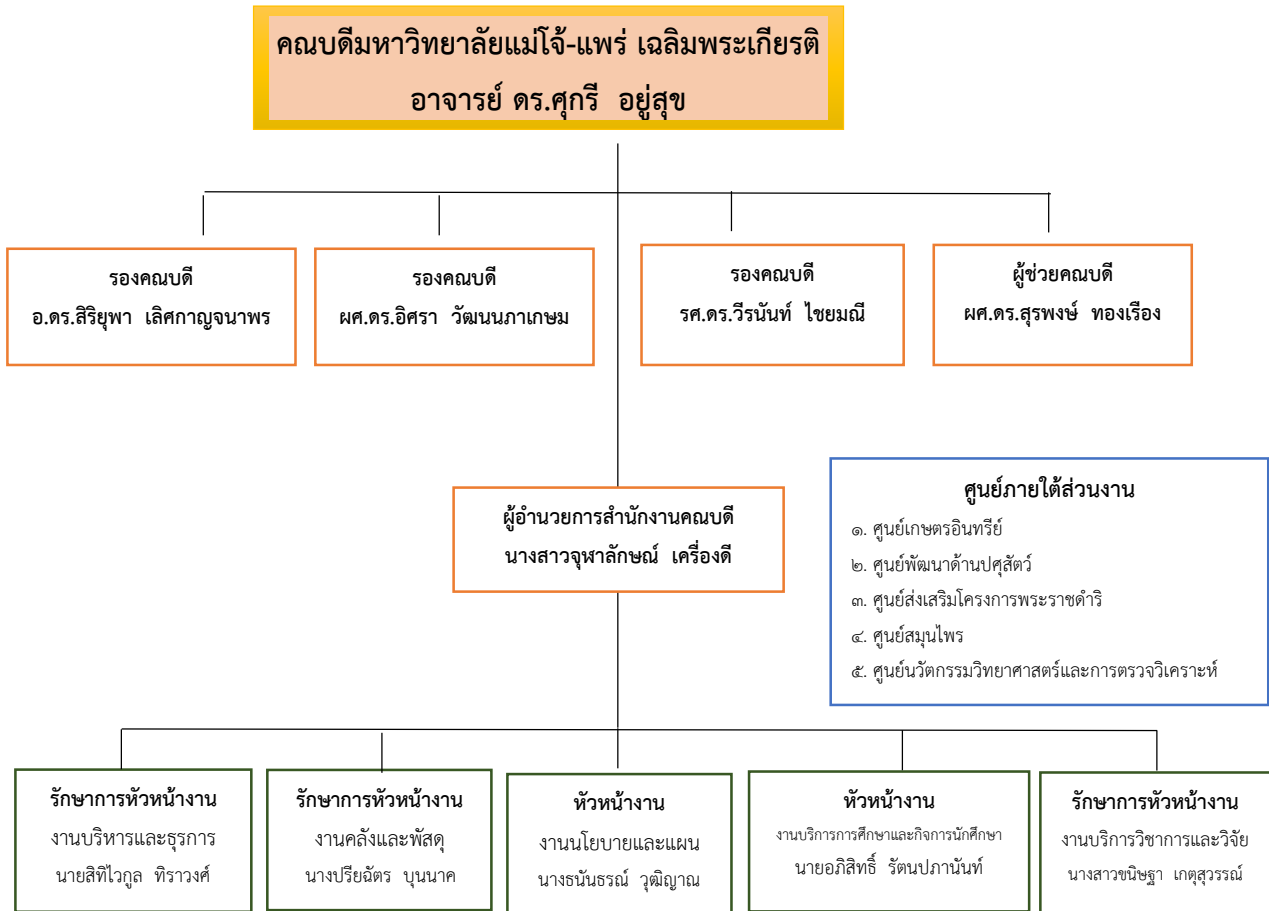 คณบดีมหาวิทยาลัยแม่โจ้-แพร่ เฉลิมพระเกียรติ
อาจารย์ ดร.ศุกรี อยู่สุข
รองคณบดี
อ.ดร.สิริยุพา เลิศกาญจนาพร
รองคณบดี
ผศ.ดร.อิศรา วัฒนนภาเกษม
รองคณบดี
รศ.ดร.วีรนันท์ ไชยมณี
ผู้ช่วยคณบดี
ผศ.ดร.สุรพงษ์ ทองเรือง
ผู้อำนวยการสำนักงานคณบดี
นางสาวจุฬาลักษณ์ เครื่องดี
ศูนย์ภายใต้ส่วนงาน
๑. ศูนย์เกษตรอินทรีย์
๒. ศูนย์พัฒนาด้านปศุสัตว์
๓. ศูนย์ส่งเสริมโครงการพระราชดำริ
๔. ศูนย์สมุนไพร
๕. ศูนย์นวัตกรรมวิทยาศาสตร์และการตรวจวิเคราะห์
รักษาการหัวหน้างาน
งานบริหารและธุรการ
นายสิทิไวกูล ทิราวงศ์
รักษาการหัวหน้างาน
งานคลังและพัสดุ
นางปรียฉัตร บุนนาค
หัวหน้างาน
งานนโยบายและแผน
นางธนันธรณ์ วุฒิญาณ
หัวหน้างาน
งานบริการการศึกษาและกิจการนักศึกษา
นายอภิสิทธิ์ รัตนปภานันท์
รักษาการหัวหน้างาน
งานบริการวิชาการและวิจัย
นางสาวขนิษฐา เกตุสุวรรณ์